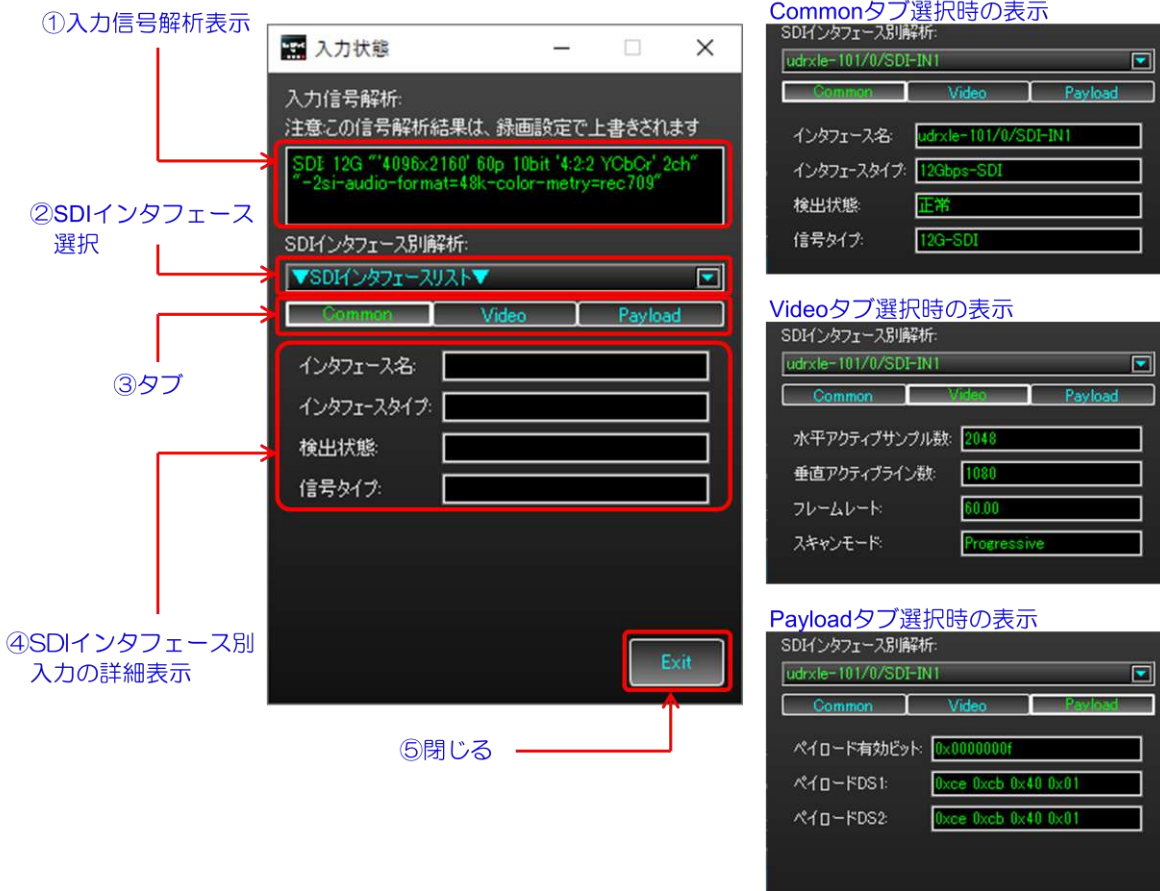 ①入力信号解析表示
入力状態
入力信号解析:
注意:この信号解析結果は、録画設定で上書きされます
SDI: 12G "'4096x2160' 60p 10bit '4:2:2 YCbCr' 2ch"
"-2si-audio-format=48k-color-metry=rec709"
②SDIインタフェース
選択
SDIインタフェース別解析:
▼SDIインタフェースリスト▼
Common Video Payload
③タブ
インタフェース名:
インタフェースタイプ:
検出状態:
信号タイプ:
④SDIインタフェース別
入力の詳細表示
Exit
⑤閉じる
Commonタブ選択時の表示
SDIインタフェース別解析:
udrxle-101/0/SDI-IN1
Common Video Payload
インタフェース名: udrxle-101/0/SDI-IN1
インタフェースタイプ: 12Gbps-SDI
検出状態: 正常
信号タイプ: 12G-SDI
Videoタブ選択時の表示
SDIインタフェース別解析:
udrxle-101/0/SDI-IN1
Common Video Payload
水平アクティブサンプル数: 2048
垂直アクティブライン数: 1080
フレームレート: 60.00
スキャンモード: Progressive
Payloadタブ選択時の表示
SDIインタフェース別解析:
udrxle-101/0/SDI-IN1
Common Video Payload
ペイロード有効ビット: 0x0000000f
ペイロードDS1: 0xce 0xcb 0x40 0x01
ペイロードDS2: 0xce 0xcb 0x40 0x01